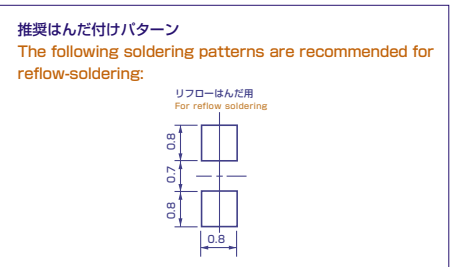 推奨はんだ付けパターン
The following soldering patterns are recommended for
reflow-soldering:
リフローはんだ用
For reflow soldering
0.8
0.7
0.8
0.8